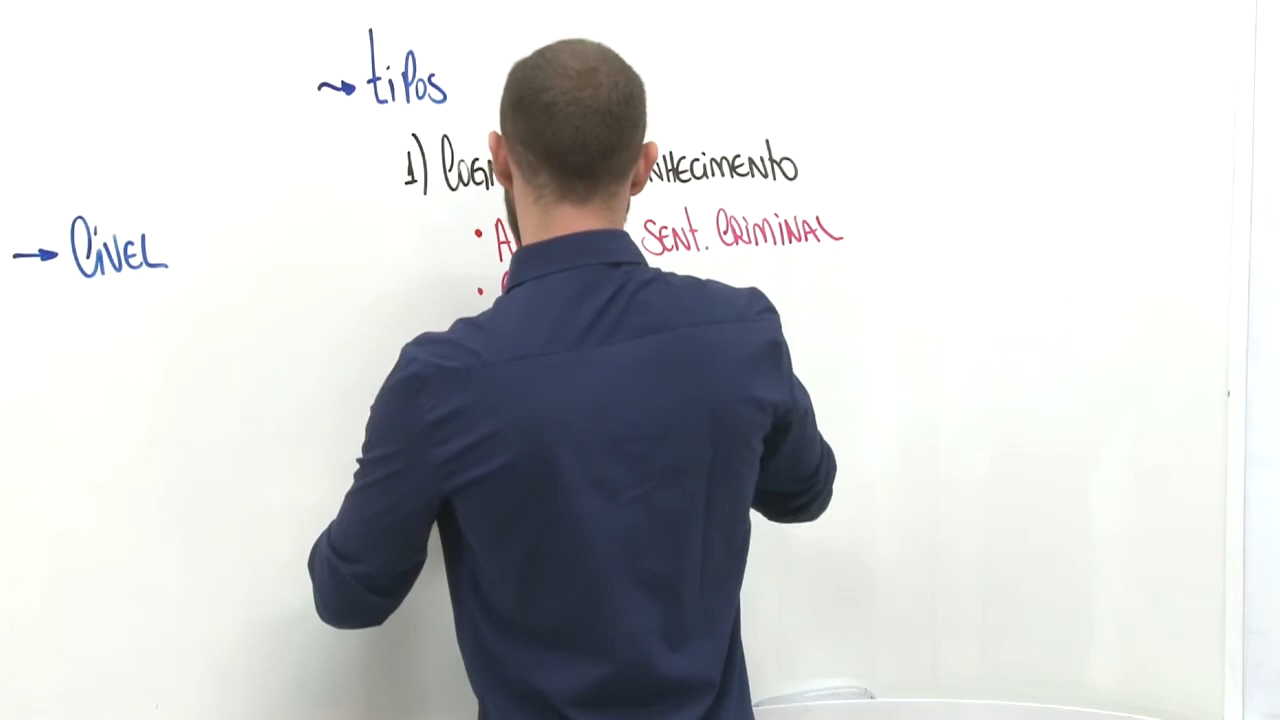 → tiPos
1) CoGN NHECiMENto
→ CíVEL
• A SENt. CRiMiNAL
•